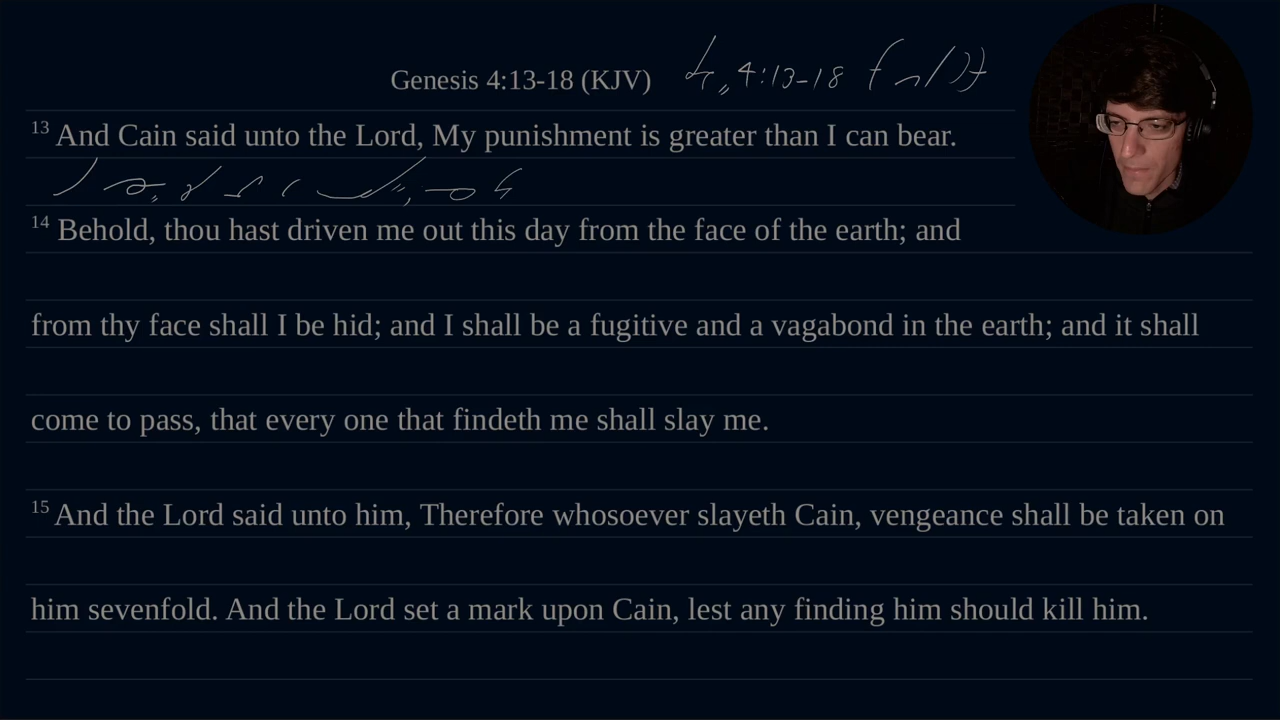 Genesis 4:13-18 (KJV) 4:13-18
13 And Cain said unto the Lord, My punishment is greater than I can bear.
14 Behold, thou hast driven me out this day from the face of the earth; and
from thy face shall I be hid; and I shall be a fugitive and a vagabond in the earth; and it shall
come to pass, that every one that findeth me shall slay me.
15 And the Lord said unto him, Therefore whosoever slayeth Cain, vengeance shall be taken on
him sevenfold. And the Lord set a mark upon Cain, lest any finding him should kill him.